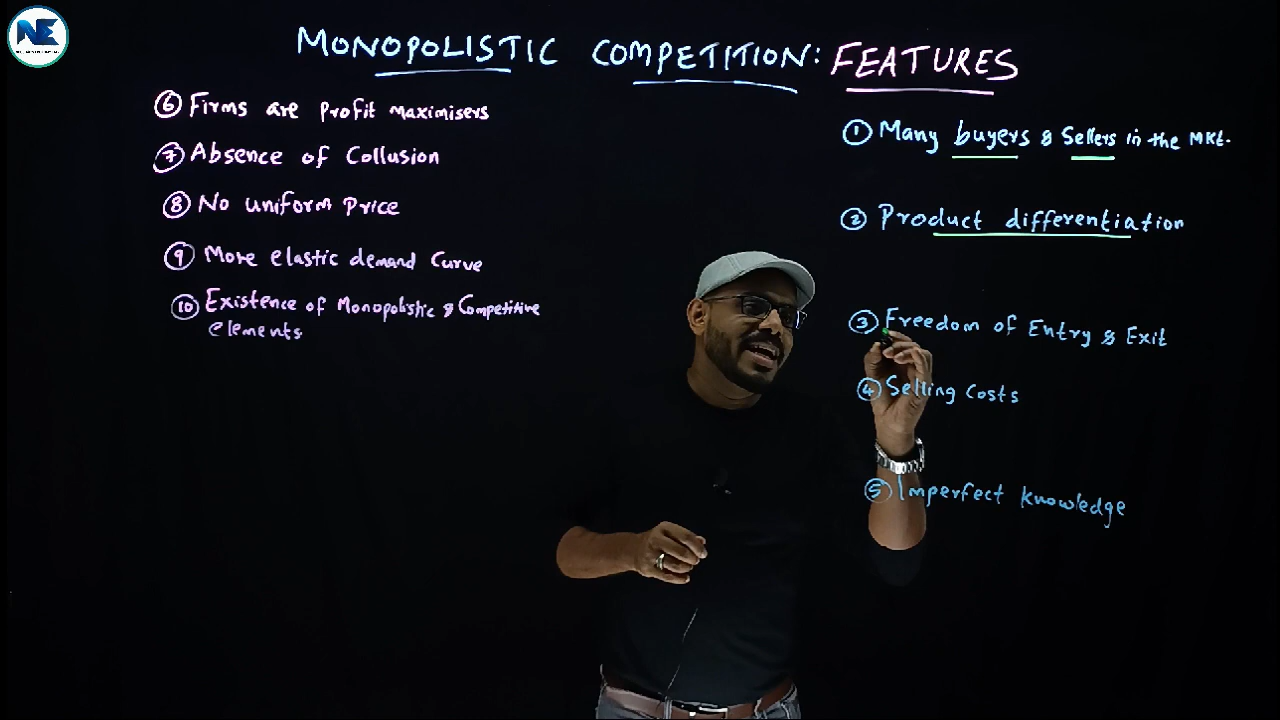 NE
MONOPOLISTIC COMPETITION: FEATURES
① Many buyers & Sellers in the MKt.
② Product differentiation
③ Freedom of Entry & Exit
④ Selling Costs
⑤ Imperfect knowledge
⑥ Firms are profit maximisers
⑦ Absence of Collusion
⑧ No uniform Price
⑨ More elastic demand Curve
⑩ Existence of Monopolistic & Competitive
elements